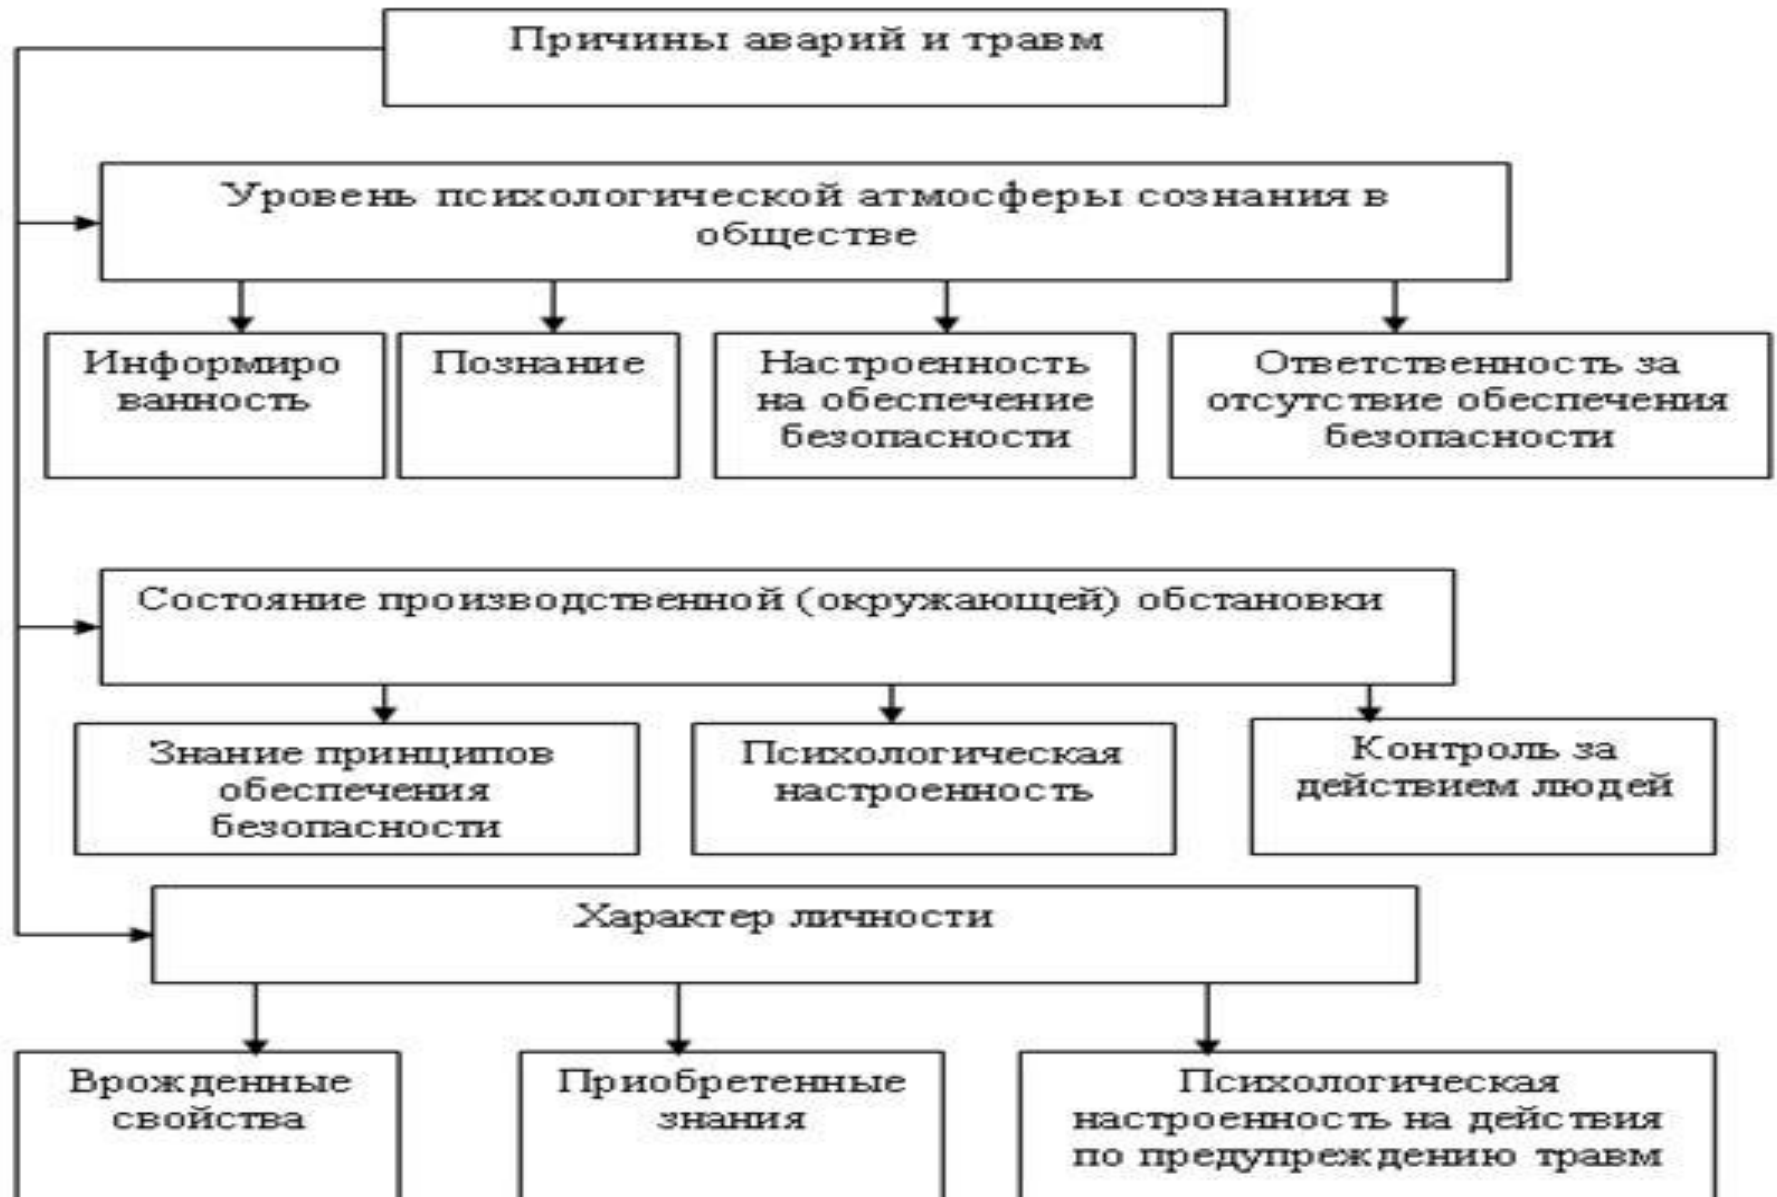 Причины аварий и травм
Уровень психологической атмосферы сознания в
обществе
Информиро
ванность
Познание
Настроенность
на обеспечение
безопасности
Ответственность за
отсутствие обеспечения
безопасности
Состояние производственной (окружающей) обстановки
Знание принципов
обеспечения
безопасности
Психологическая
настроенность
Контроль за
действием людей
Характер личности
Врожденные
свойства
Приобретенные
знания
Психологическая
настроенность на действия
по предупреждению травм